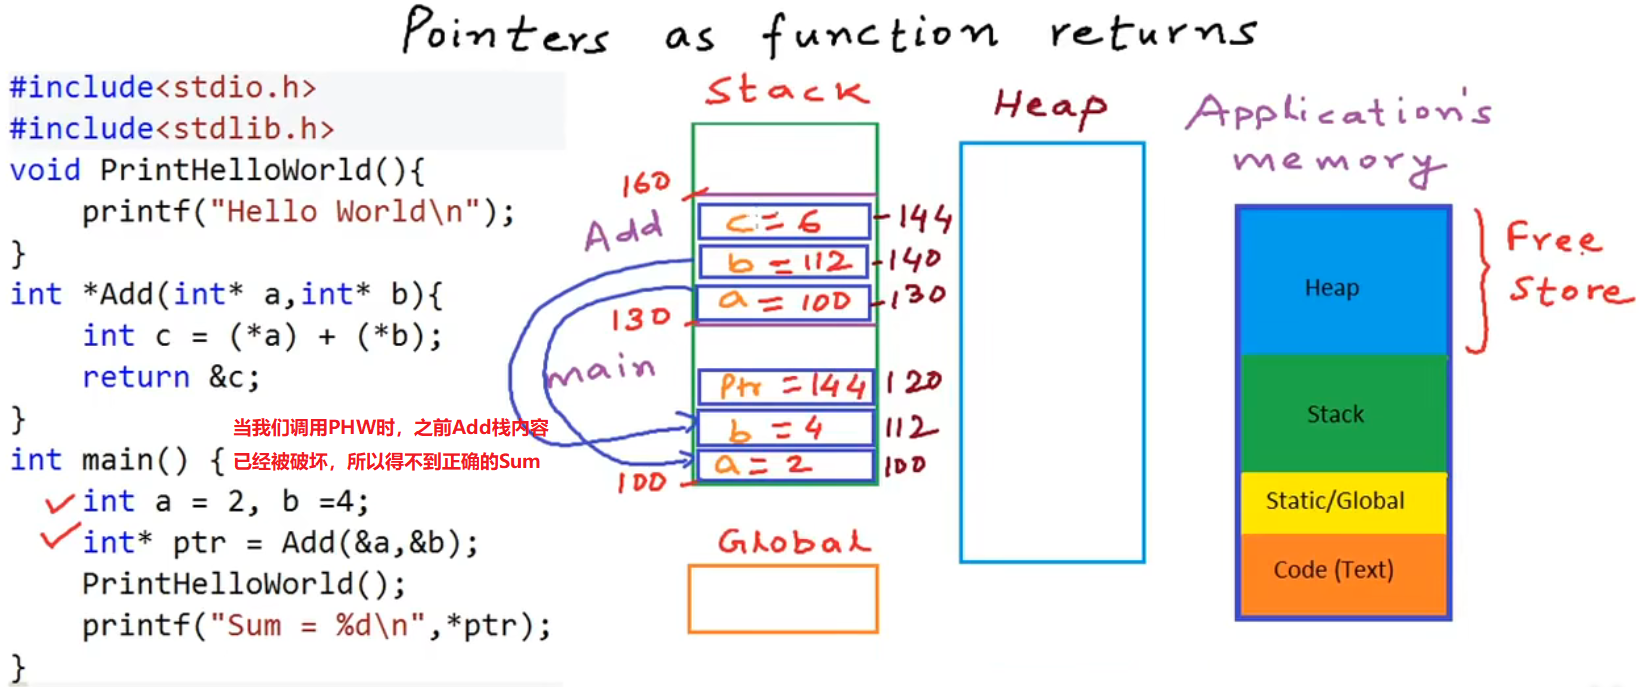 Pointers as function returns
#include<stdio.h>
#include<stdlib.h>
void PrintHelloWorld(){
printf("Hello World\n");
}
int *Add(int* a,int* b){
int c = (*a) + (*b);
return &c;
}
当我们调用PHW时，之前Add栈内容
已经被破坏，所以得不到正确的Sum
int main() {
int a = 2, b =4;
int* ptr = Add(&a,&b);
PrintHelloWorld();
printf("Sum = %d\n",*ptr);
}
Stack
160
Add
c = 6 144
b = 112 140
a = 100 130
130
main
Ptr = 144 120
b = 4 112
a = 2 100
100
Global
Heap
Application's
memory
Heap
Stack
Static/Global
Code (Text)
Free
Store